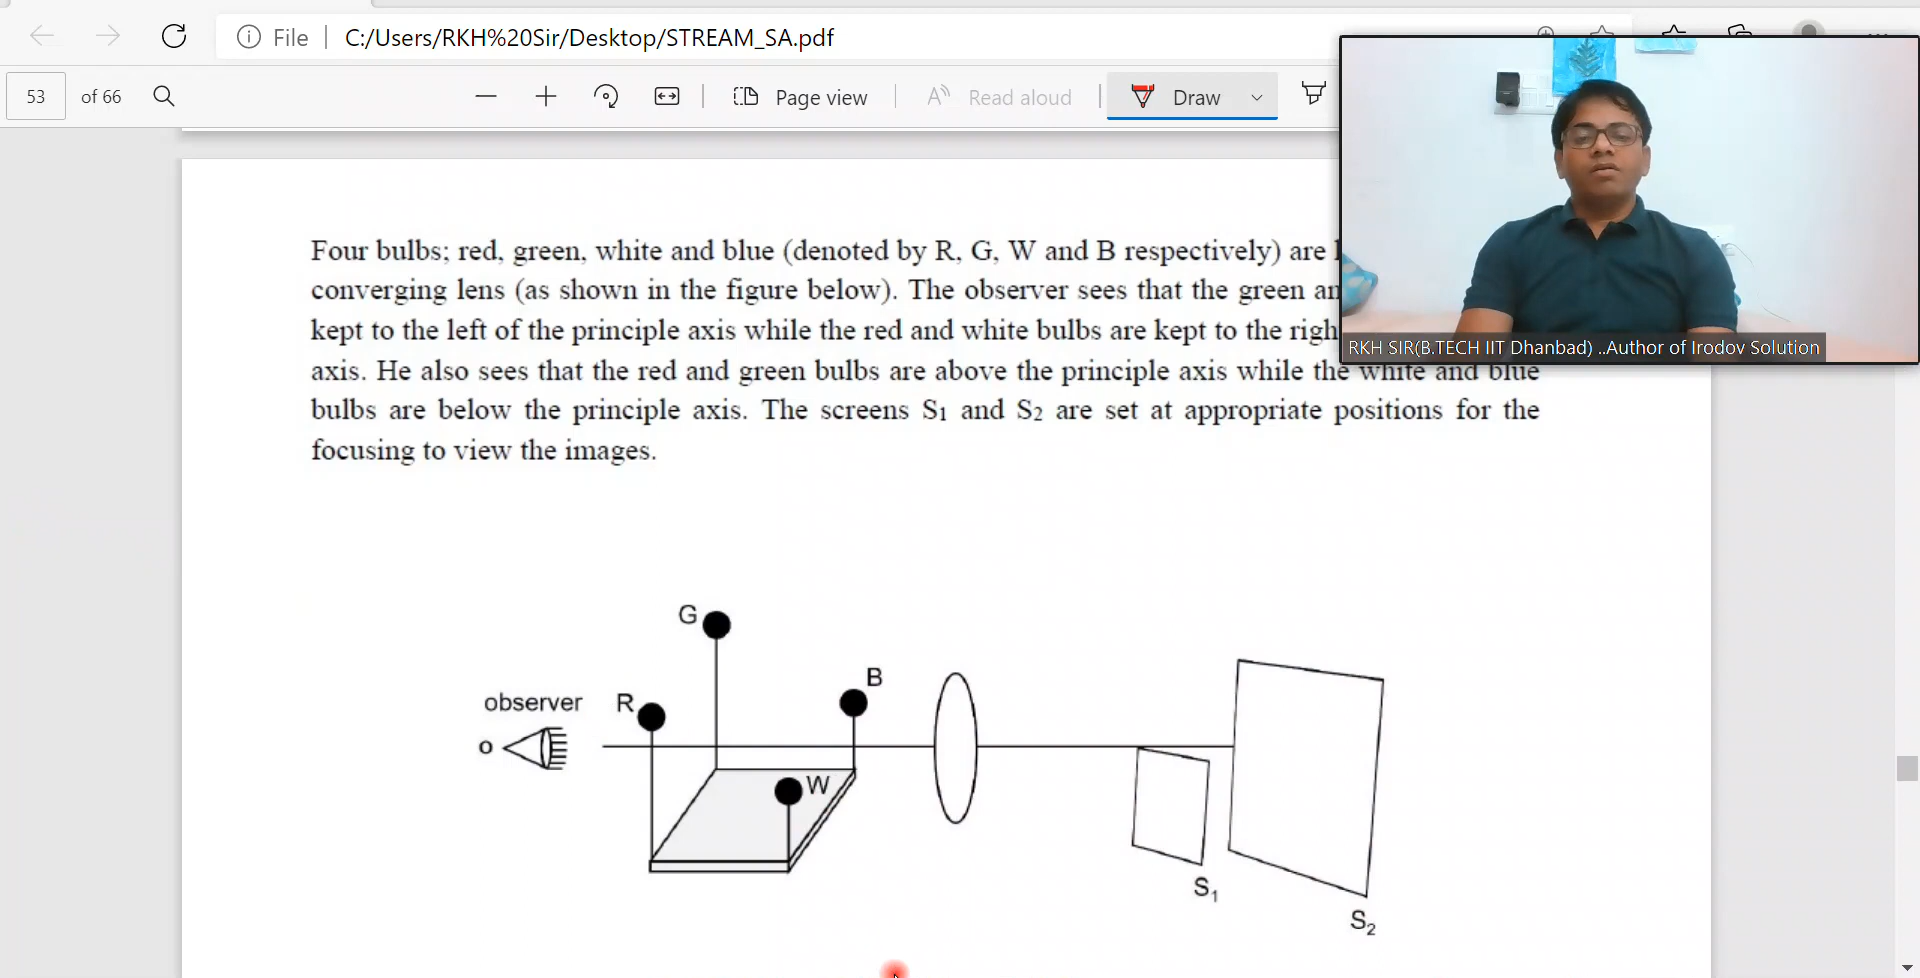 File | C:/Users/RKH%20Sir/Desktop/STREAM_SA.pdf
53 of 66 Page view Read aloud Draw
Four bulbs; red, green, white and blue (denoted by R, G, W and B respectively) are
converging lens (as shown in the figure below). The observer sees that the green
kept to the left of the principle axis while the red and white bulbs are kept to the
axis. He also sees that the red and green bulbs are above the principle axis while the white and blue
bulbs are below the principle axis. The screens S1 and S2 are set at appropriate positions for the
focusing to view the images.
RKH SIR(B.TECH IIT Dhanbad) ..Author of Irodov Solution
G
B
observer
R
o
W
S1
S2